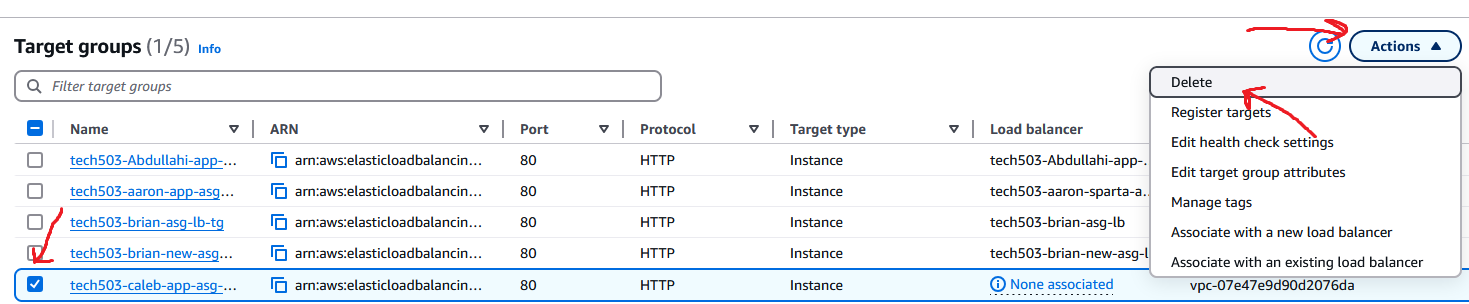 Target groups (1/5) Info Actions
Filter target groups Delete
Register targets
Name ARN Port Protocol Target type Load balancer
Edit health check settings
tech503-Abdullahi-app-... arn:aws:elasticloadbalancin... 80 HTTP Instance tech503-Abdullahi-app-...
Edit target group attributes
tech503-aaron-app-asg... arn:aws:elasticloadbalancin... 80 HTTP Instance tech503-aaron-sparta-a...
Manage tags
tech503-brian-asg-lb-tg arn:aws:elasticloadbalancin... 80 HTTP Instance tech503-brian-asg-lb
Associate with a new load balancer
tech503-brian-new-asg... arn:aws:elasticloadbalancin... 80 HTTP Instance tech503-brian-new-asg-l
Associate with an existing load balancer
tech503-caleb-app-asg-... arn:aws:elasticloadbalancin... 80 HTTP Instance None associated vpc-07e47e9d90d2076da